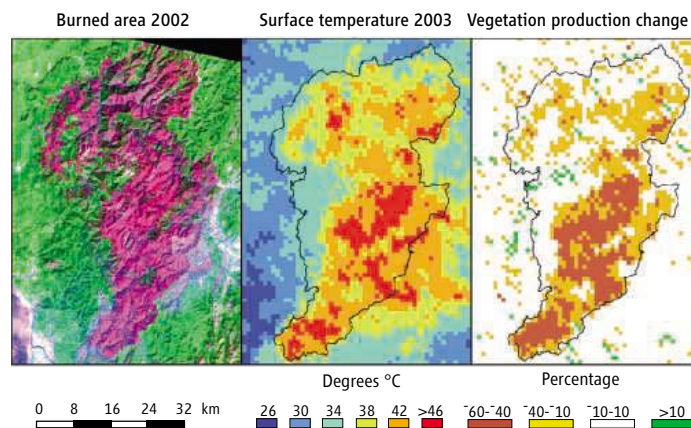 Burned area 2002
Surface temperature 2003
Vegetation production change
Degrees °C
Percentage
0 8 16 24 32 km
26 30 34 38 42 >46
-60--40 -40--10 -10-10 >10